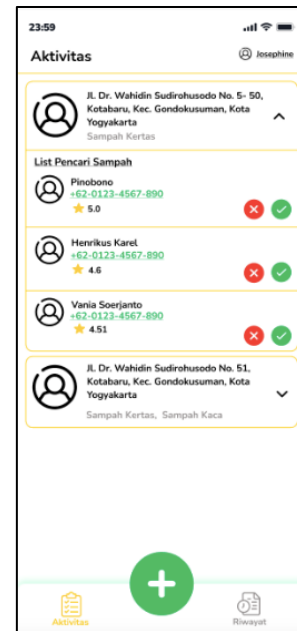 23:59
Aktivitas
Josephine
Jl. Dr. Wahidin Sudirohusodo No. 5- 50,
Kotabaru, Kec. Gondokusuman, Kota
Yogyakarta
Sampah Kertas
List Pencari Sampah
Pinobono
+62-0123-4567-890
5.0
Henrikus Karel
+62-0123-4567-890
4.6
Vania Soerjanto
+62-0123-4567-890
4.51
Jl. Dr. Wahidin Sudirohusodo No. 51,
Kotabaru, Kec. Gondokusuman, Kota
Yogyakarta
Sampah Kertas, Sampah Kaca
Aktivitas
Riwayat